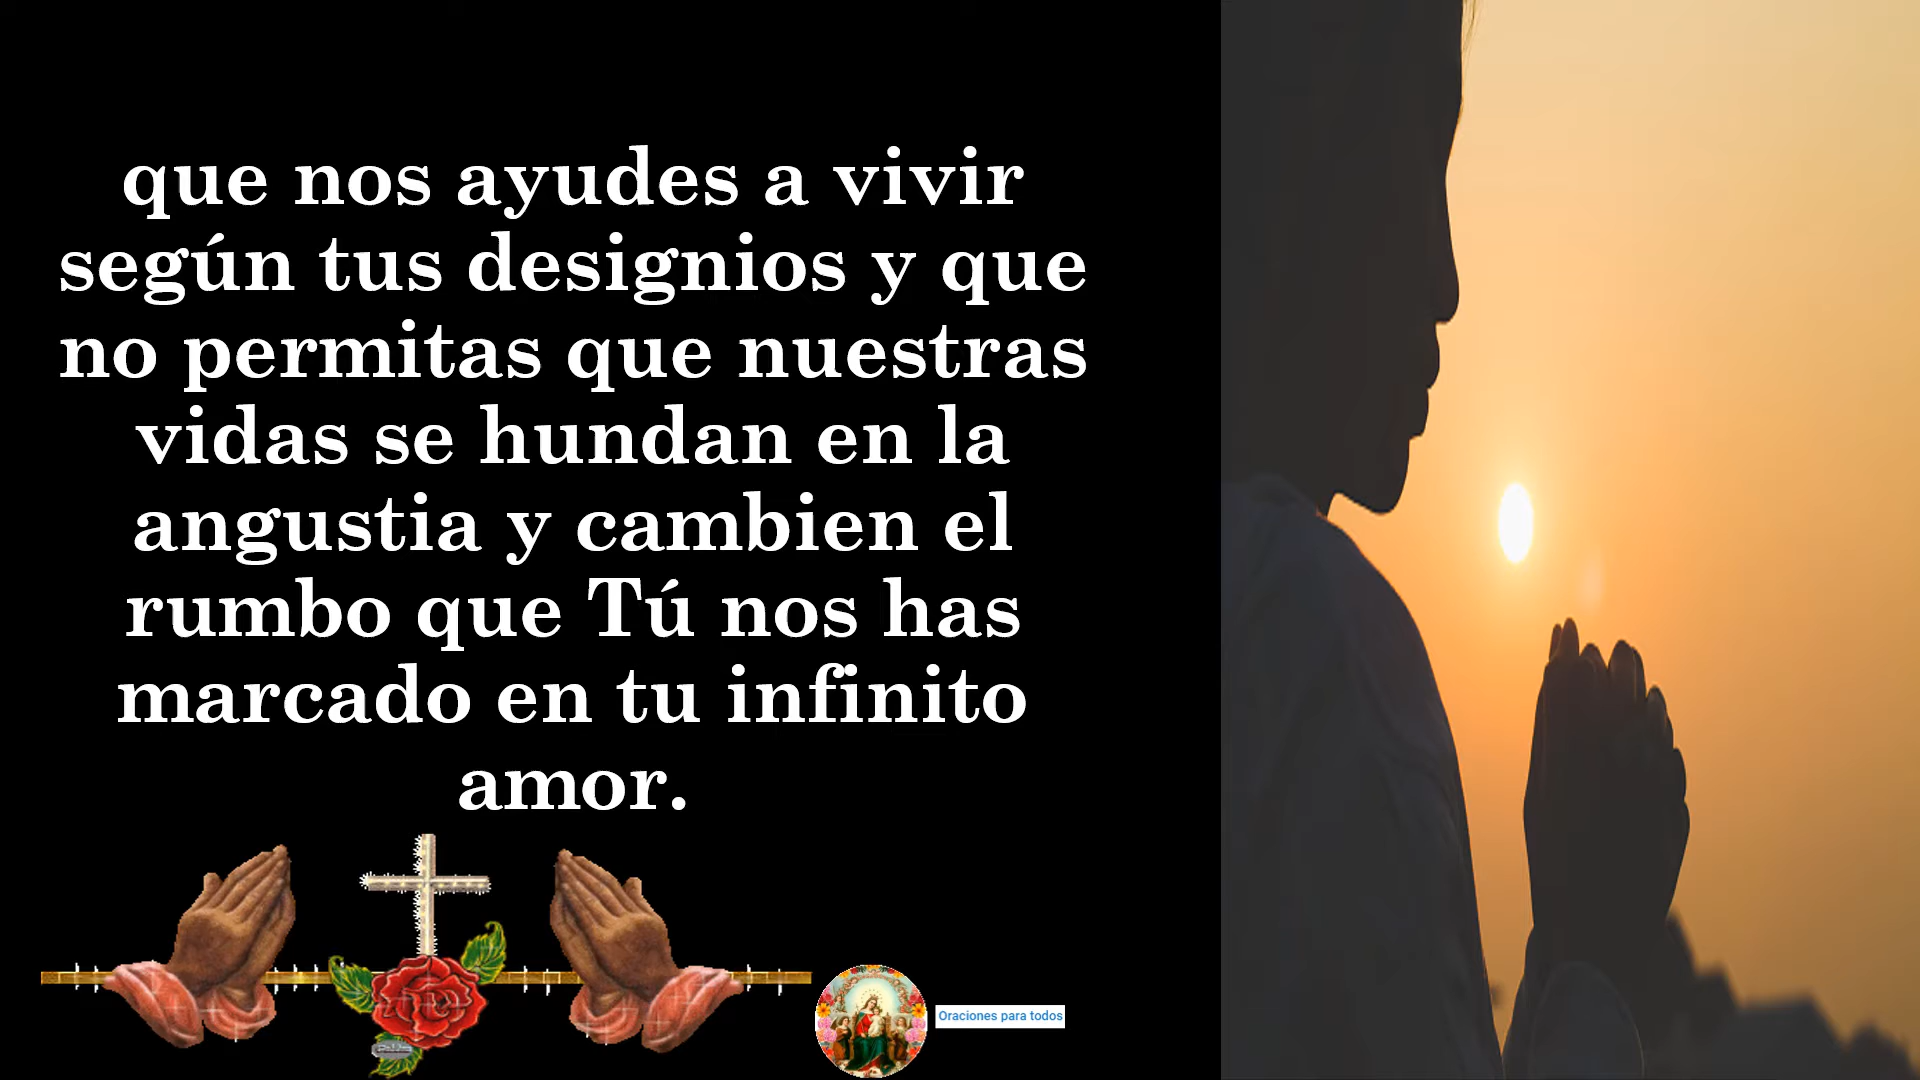 que nos ayudes a vivir
según tus designios y que
no permitas que nuestras
vidas se hundan en la
angustia y cambien el
rumbo que Tú nos has
marcado en tu infinito
amor.
Oraciones para todos